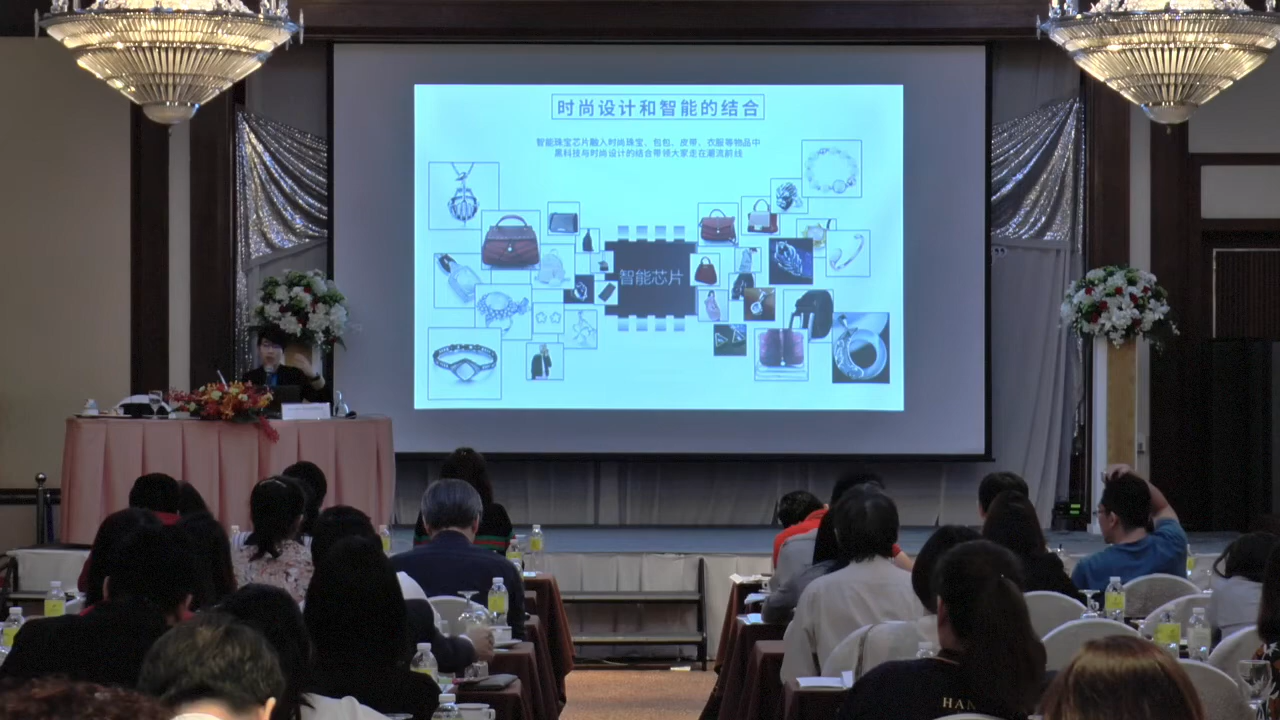 时尚设计和智能的结合
智能珠宝芯片融入时尚珠宝、包包、皮带、衣服等物品中
黑科技与时尚设计的结合带领大家走在潮流前线
智能芯片
HAN